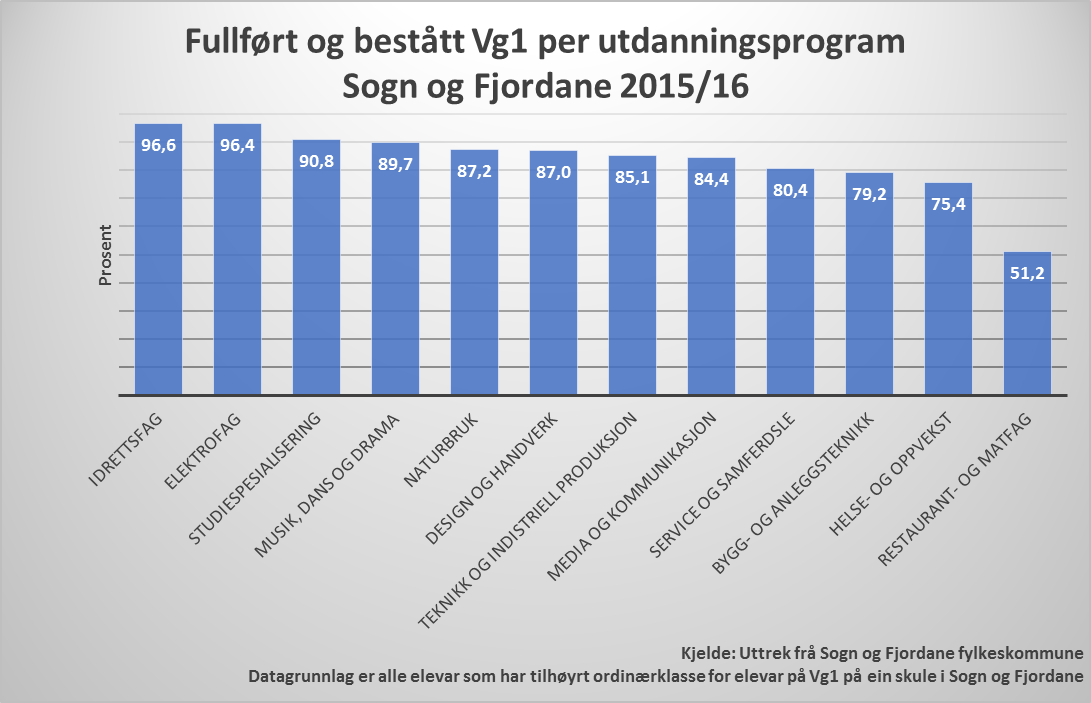 Fullført og bestått Vg1 per utdanningsprogram
Sogn og Fjordane 2015/16
Prosent
96,6
96,4
90,8
89,7
87,2
87,0
85,1
84,4
80,4
79,2
75,4
51,2
IDRETTSFAG
ELEKTROFAG
STUDIESPESIALISERING
MUSIK, DANS OG DRAMA
NATURBRUK
DESIGN OG HANDVERK
TEKNIKK OG INDISTRIELL PRODUKSJON
MEDIA OG KOMMUNIKASJON
SERVICE OG SAMFERDSLE
BYGG- OG ANLEGGSTEKNIKK
HELSE- OG OPPVEKST
RESTAURANT- OG MATFAG
Kjelde: Uttrek frå Sogn og Fjordane fylkeskommune
Datagrunnlag er alle elevar som har tilhøyrt ordinærklasse for elevar på Vg1 på ein skule i Sogn og Fjordane